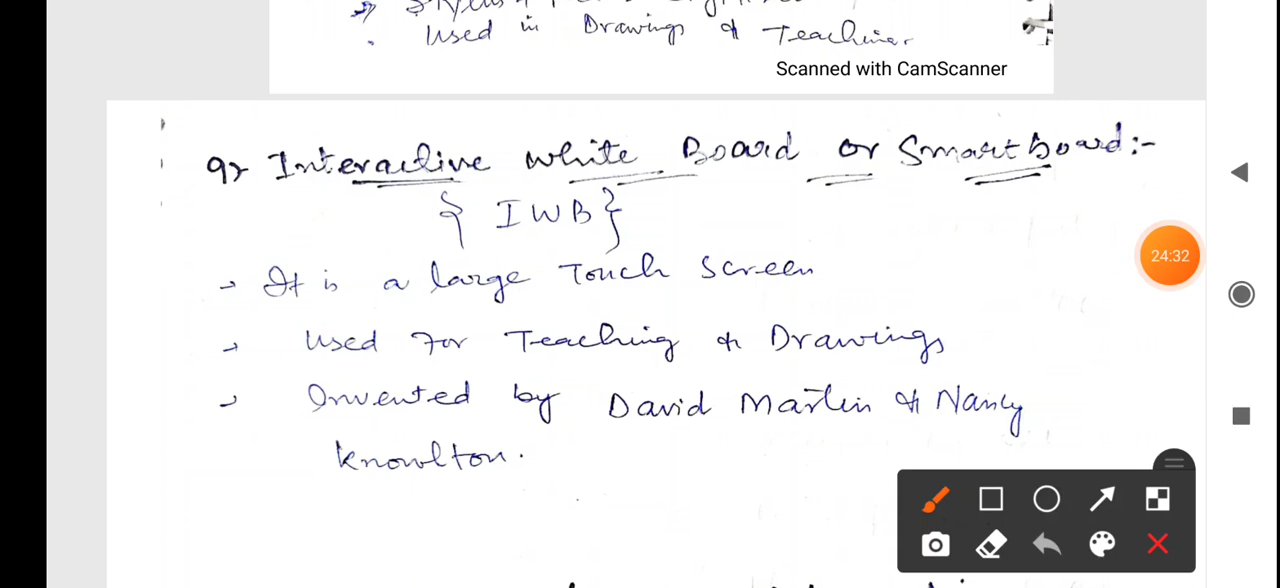 Used in Drawings &
Scanned with CamScanner
9> Interactive white Board or Smart board:-
{ IWB }
→ It is a large Touch Screen
→ Used For Teaching & Drawings
→ Invented by David Martin & Nancy
Knowlton.
24:32